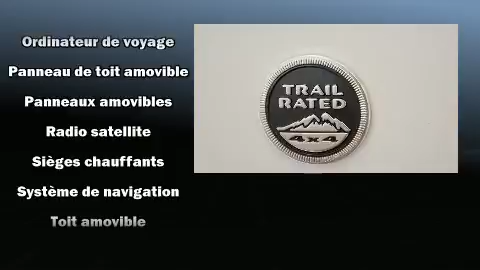 Ordinateur de voyage
Panneau de toit amovible
Panneaux amovibles
Radio satellite
Sièges chauffants
Système de navigation
Toit amovible
TRAIL
RATED
4x4